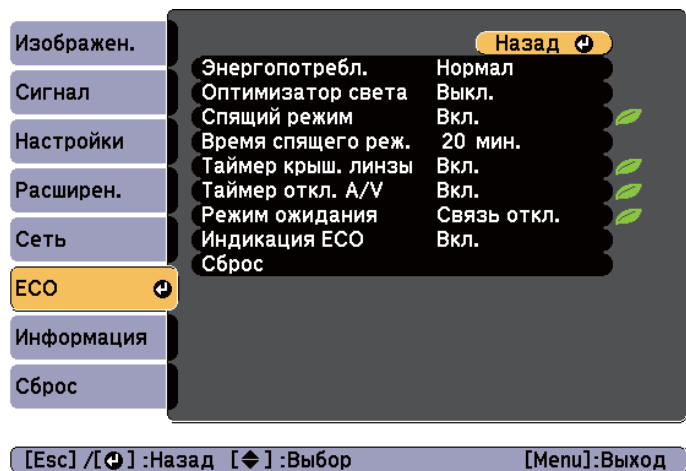 Изображен.
Сигнал
Настройки
Расширен.
Сеть
ECO
Информация
Сброс
Назад
Энергопотребл. Нормал
Оптимизатор света Выкл.
Спящий режим Вкл.
Время спящего реж. 20 мин.
Таймер крыш. линзы Вкл.
Таймер откл. A/V Вкл.
Режим ожидания Связь откл.
Индикация ECO Вкл.
Сброс
[Esc] /[⏎] :Назад [◆] :Выбор [Menu]:Выход